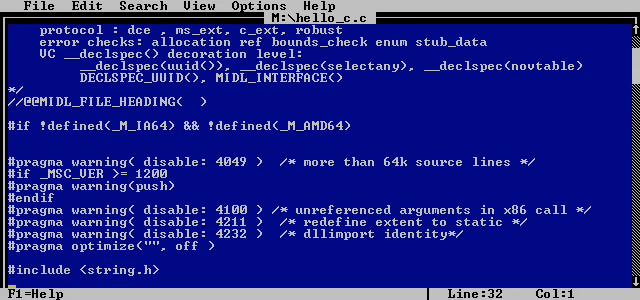 File Edit Search View Options Help
M:\hello_c.c
protocol : dce , ms_ext, c_ext, robust
error checks: allocation ref bounds_check enum stub_data
VC __declspec() decoration level:
__declspec(uuid()), __declspec(selectany), __declspec(novtable)
DECLSPEC_UUID(), MIDL_INTERFACE()
*/
//@@MIDL_FILE_HEADING(  )
#if !defined(_M_IA64) && !defined(_M_AMD64)
#pragma warning( disable: 4049 )  /* more than 64k source lines */
#if _MSC_VER >= 1200
#pragma warning(push)
#endif
#pragma warning( disable: 4100 ) /* unreferenced arguments in x86 call */
#pragma warning( disable: 4211 )  /* redefine extent to static */
#pragma warning( disable: 4232 )  /* dllimport identity*/
#pragma optimize("", off )
#include <string.h>
F1=Help Line:32 Col:1